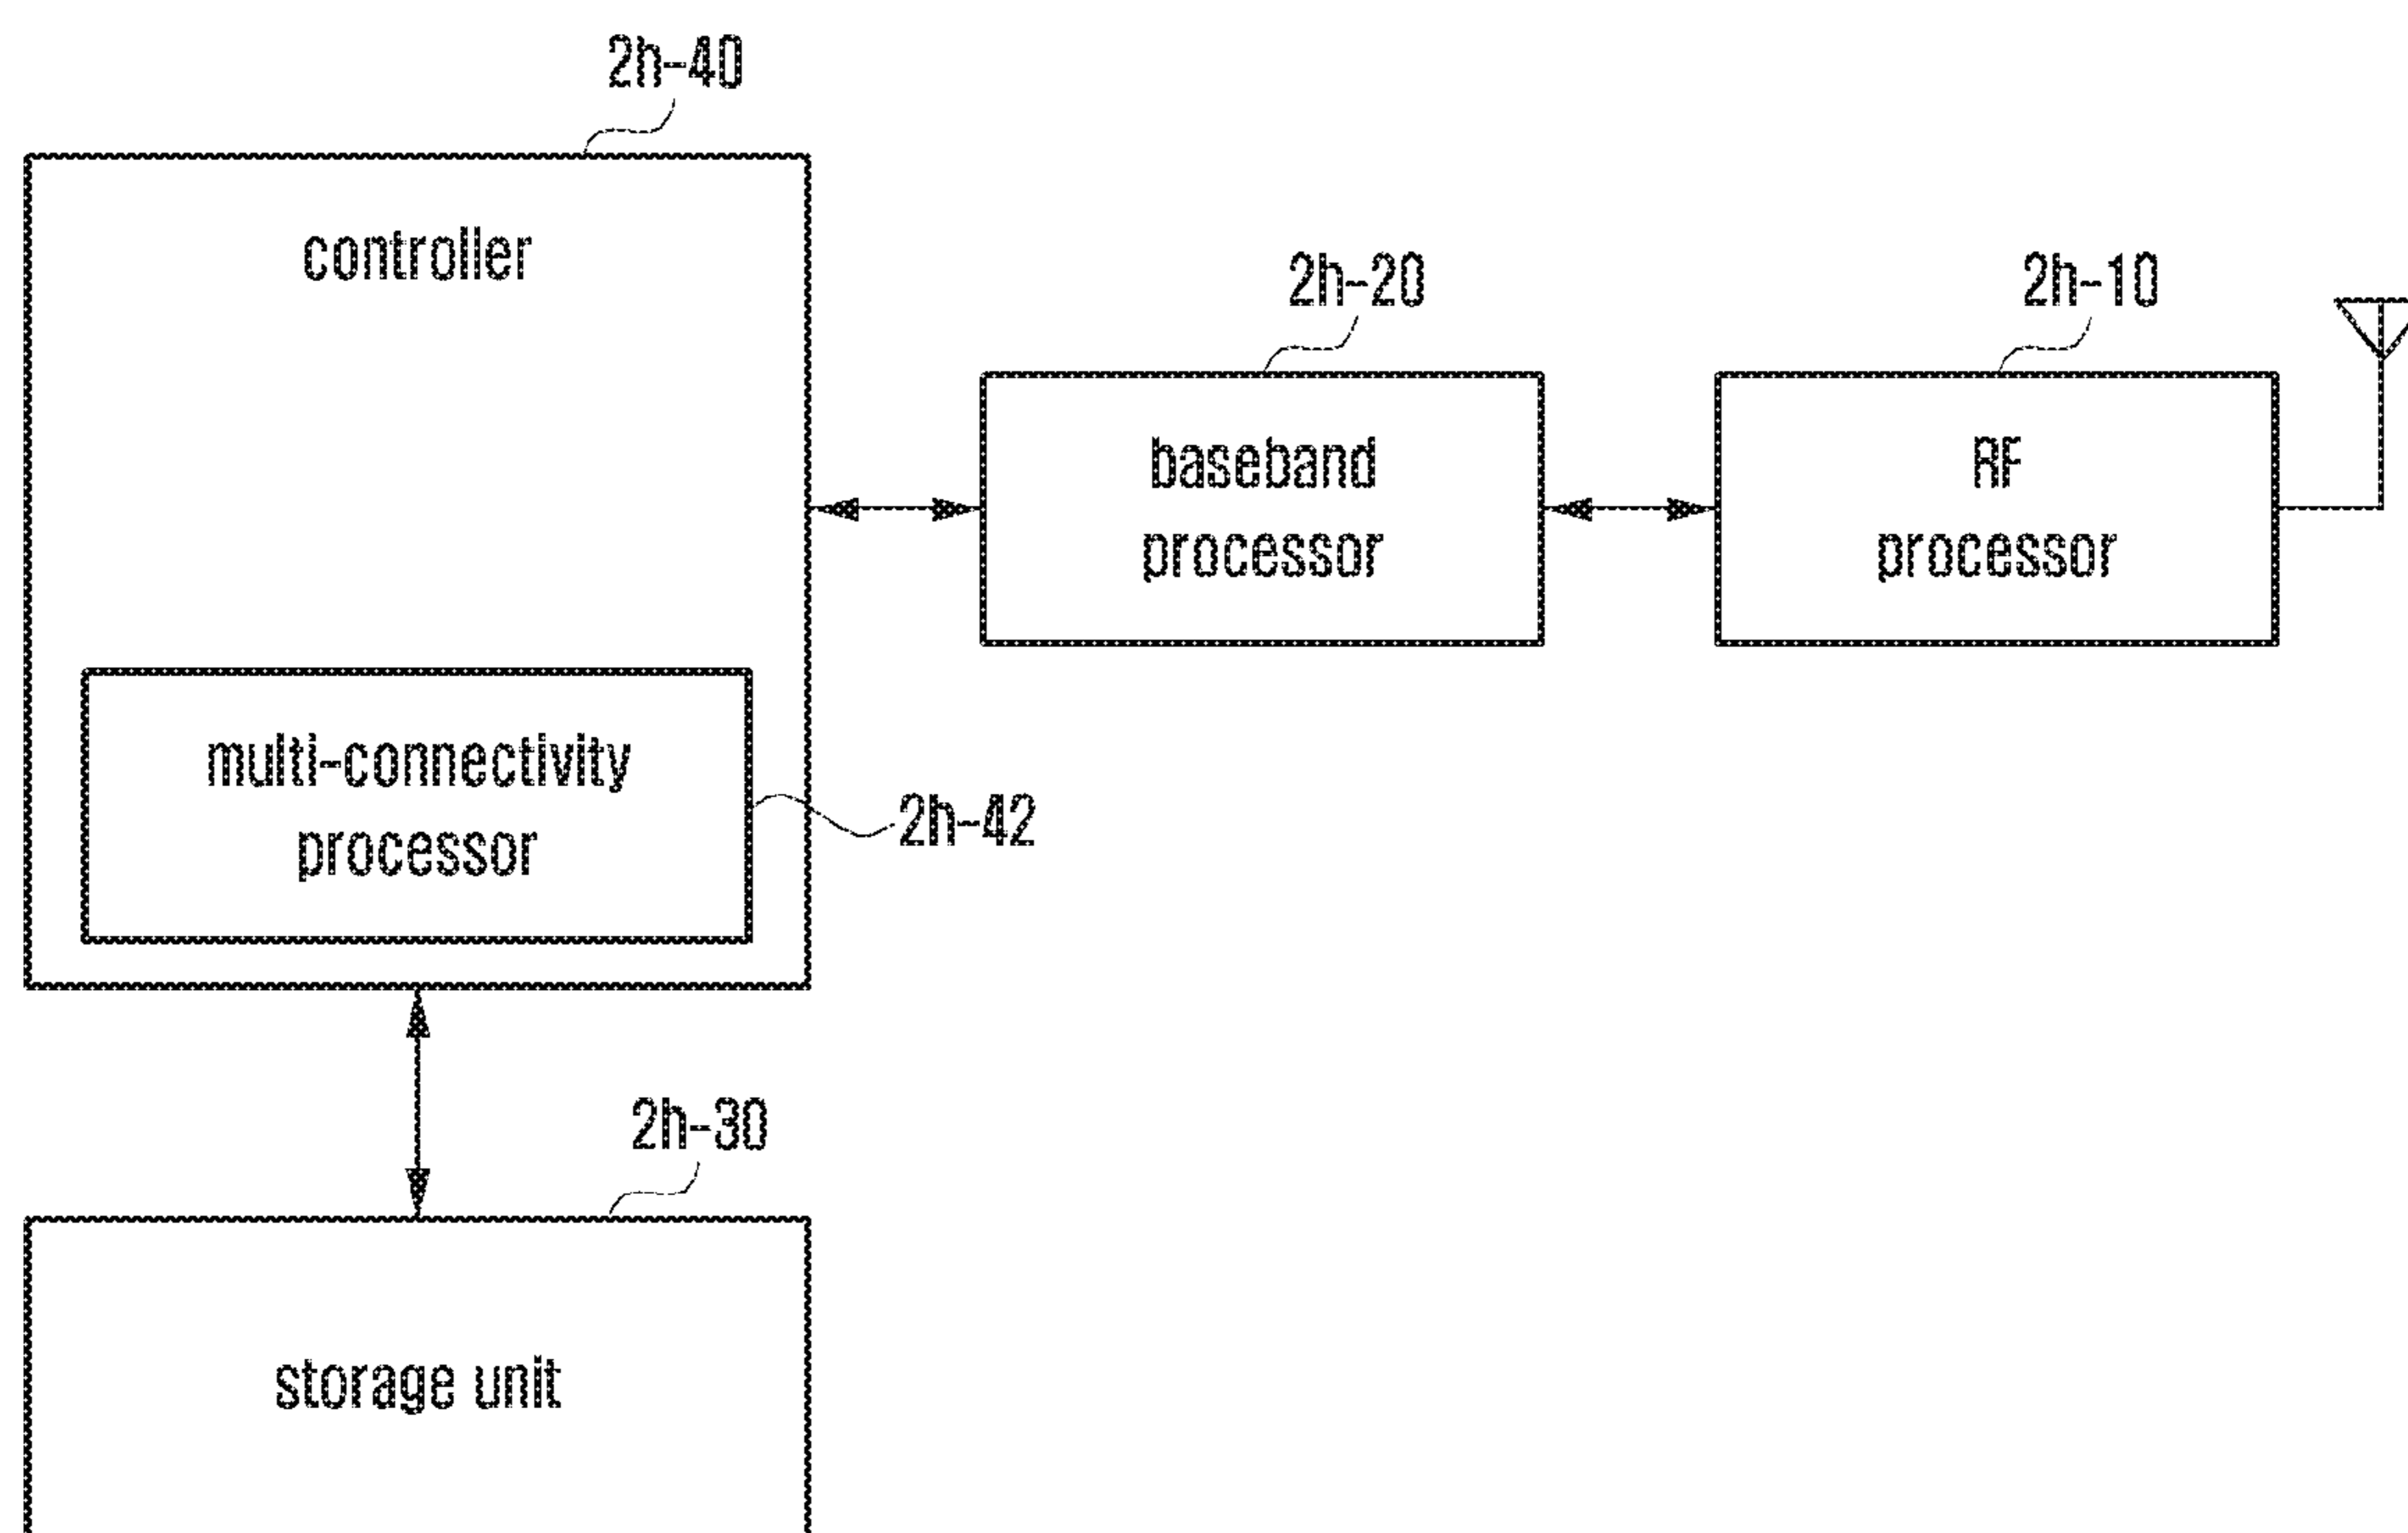 2h-40
controller
2h-20
2h-10
baseband
processor
RF
processor
multi-connectivity
processor
2h-42
2h-30
storage unit